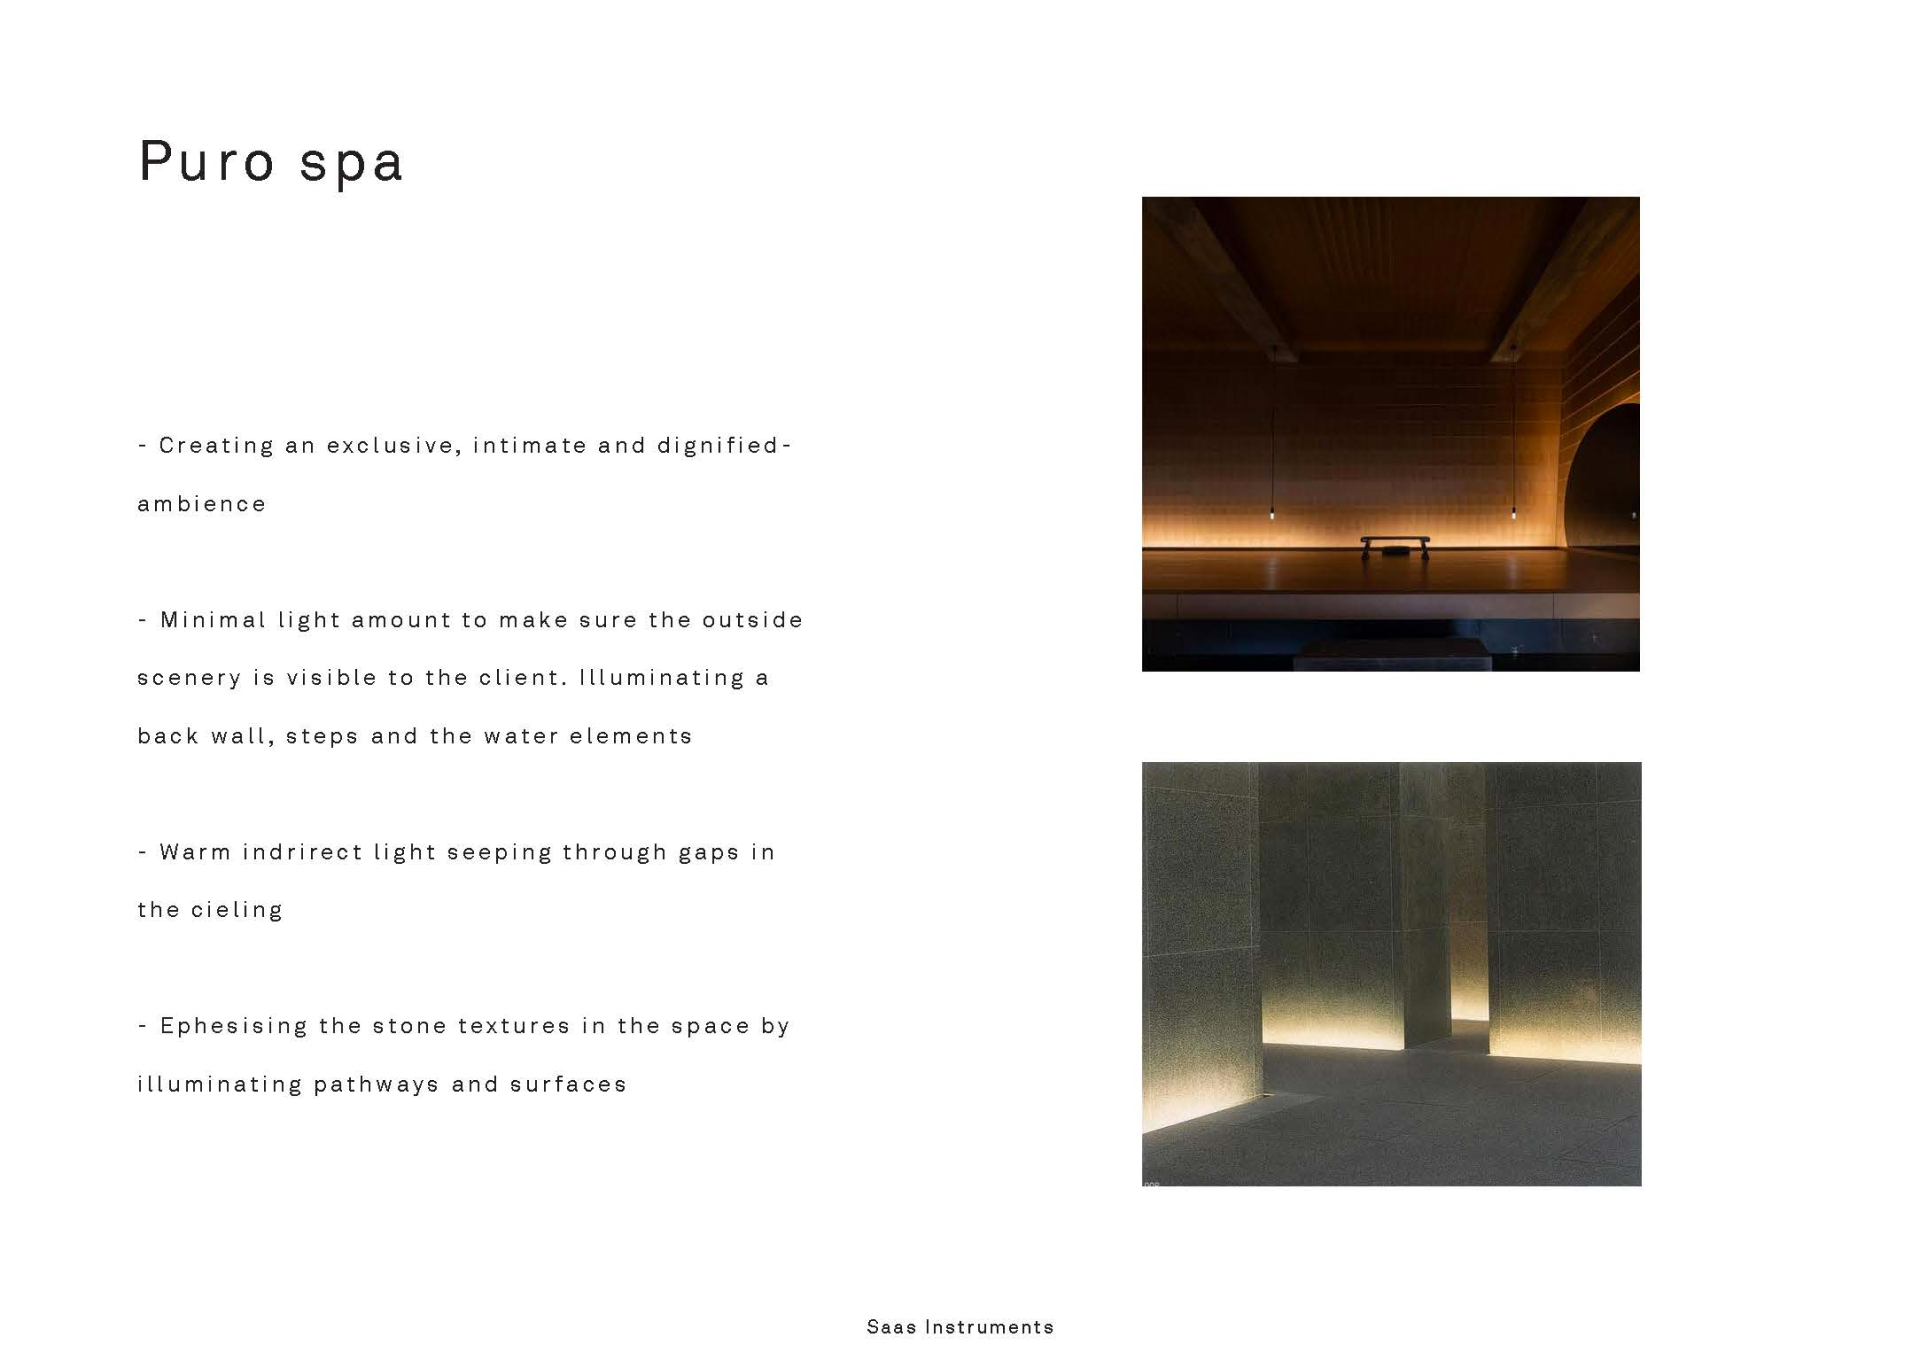 Puro spa
- Creating an exclusive, intimate and dignified-
ambience
- Minimal light amount to make sure the outside
scenery is visible to the client. Illuminating a
back wall, steps and the water elements
- Warm indrirect light seeping through gaps in
the cieling
- Ephesising the stone textures in the space by
illuminating pathways and surfaces
Saas Instruments